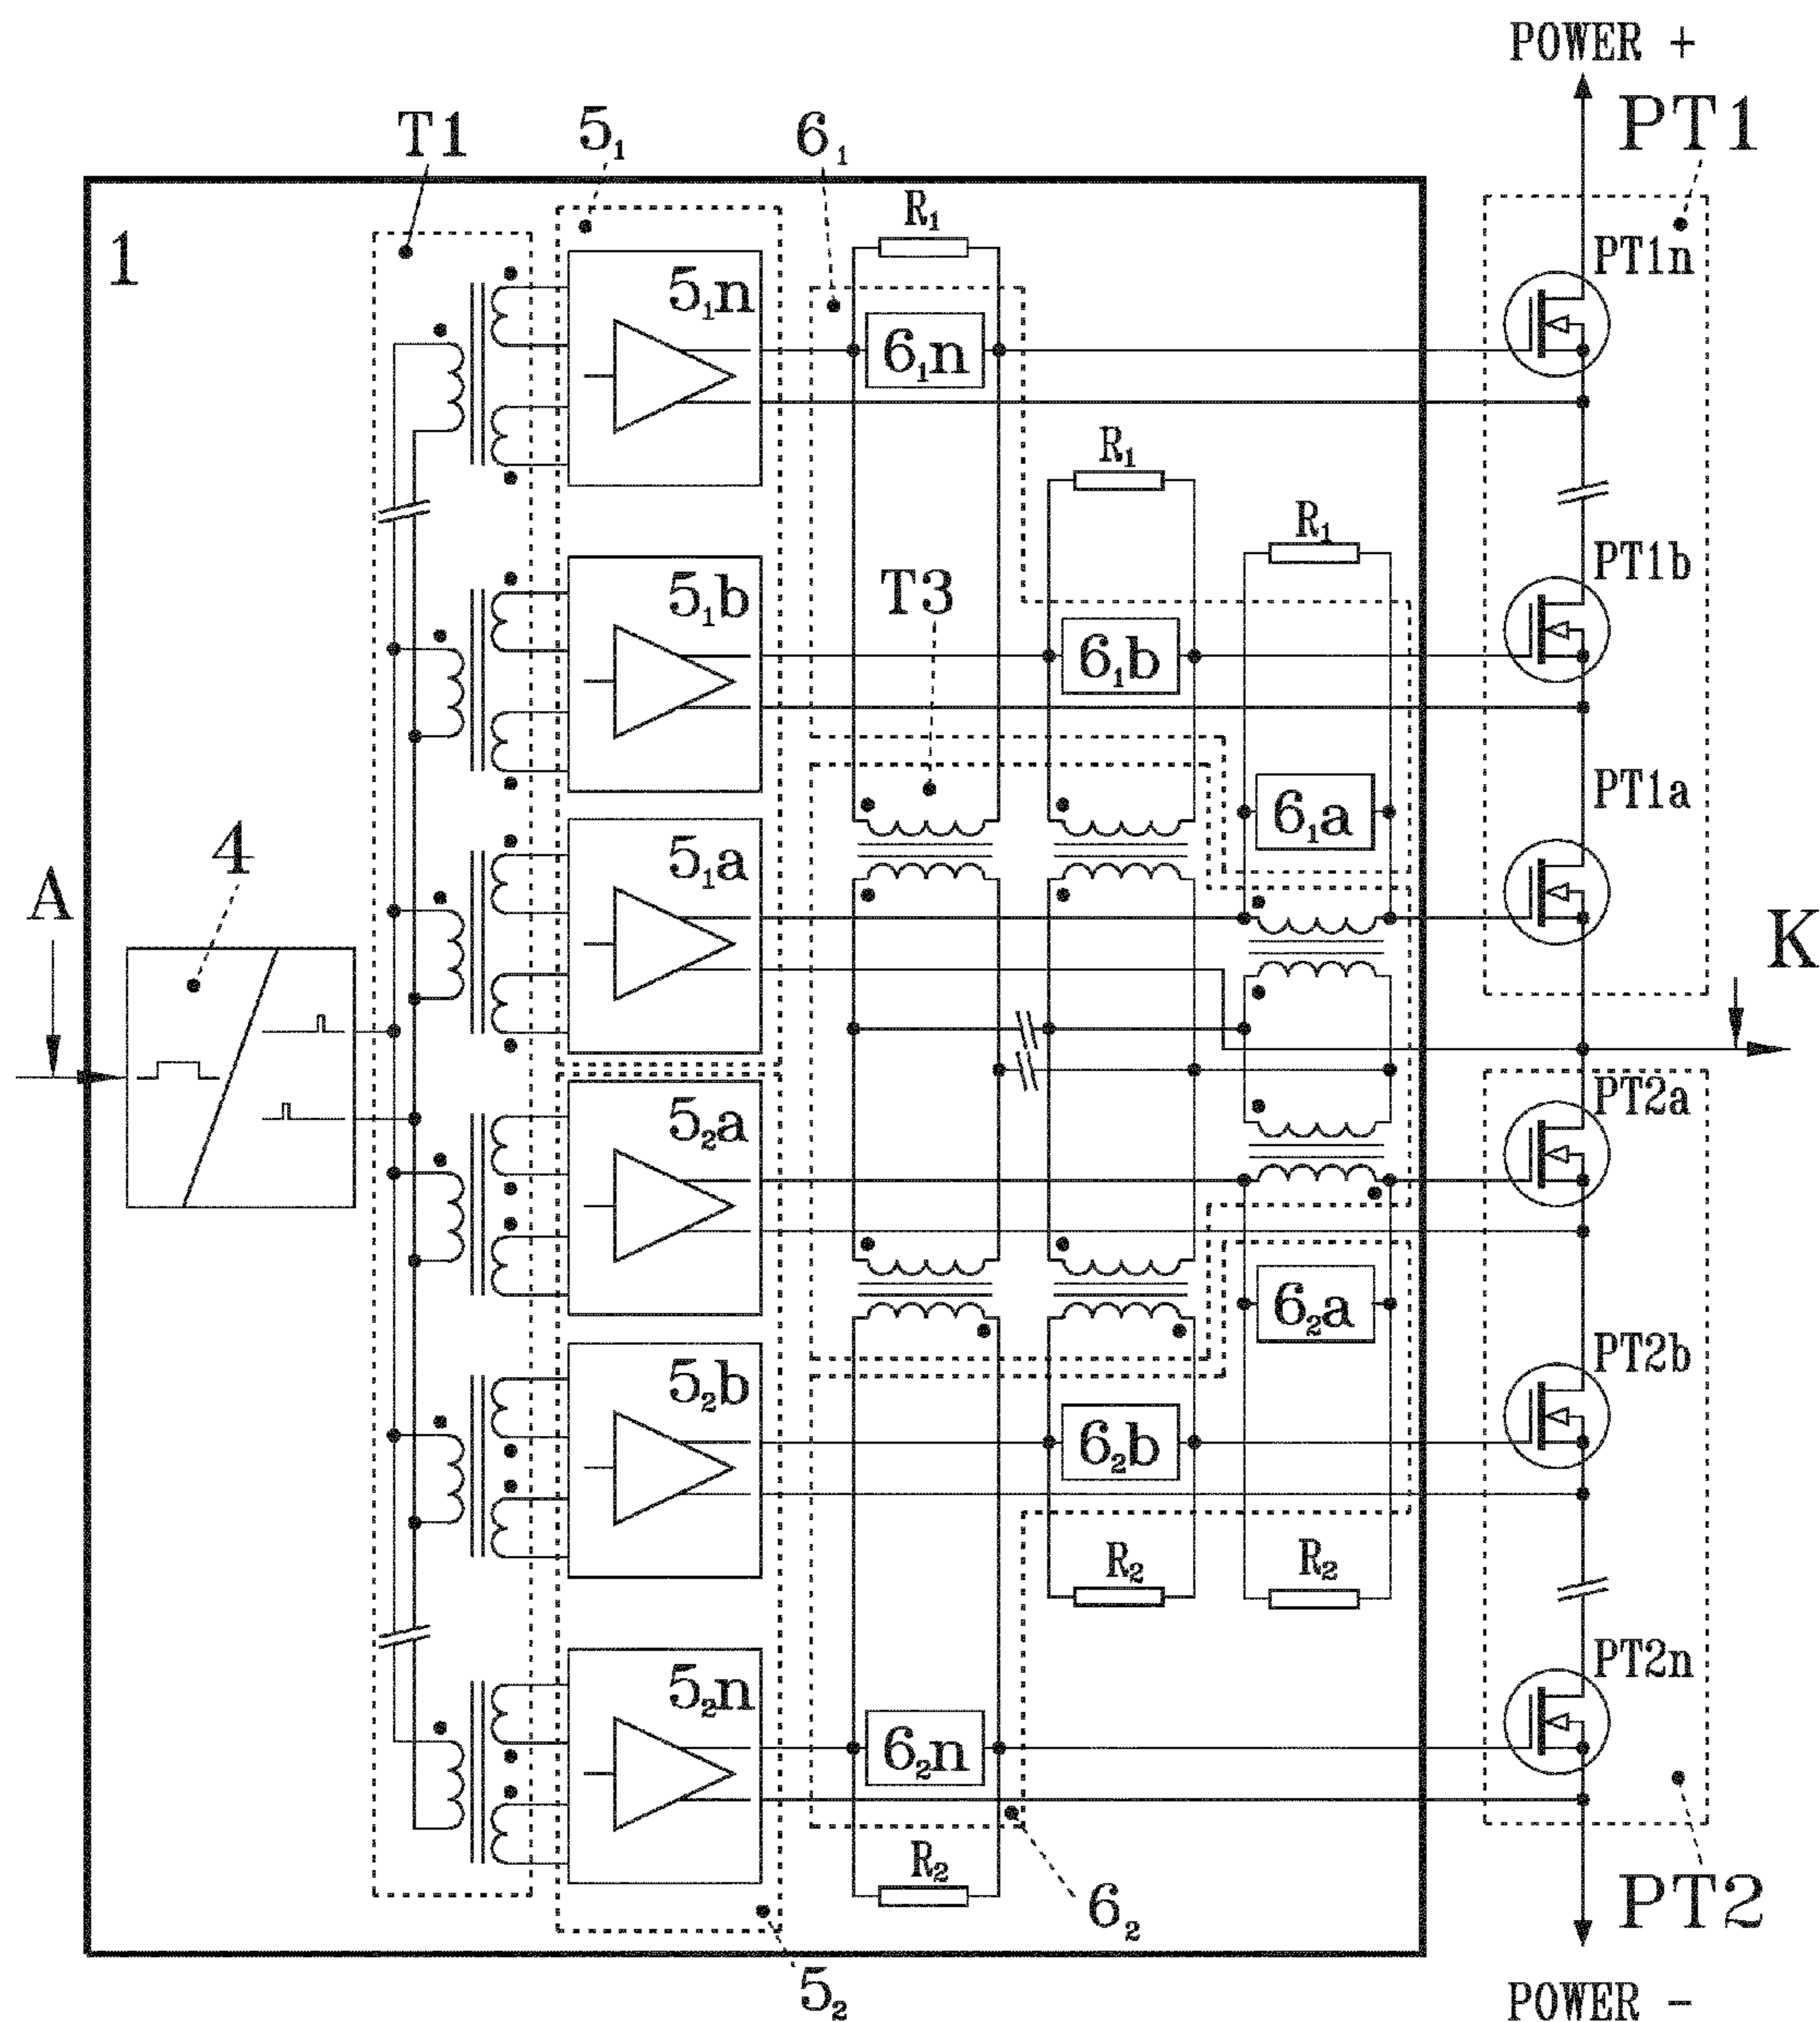 POWER +
T1
5₁
6₁
PT1
1
R₁
PT1n
5₁n
6₁n
R₁
R₁
PT1b
5₁b
T3
6₁b
PT1a
6₁a
4
5₁a
A
K
PT2a
5₂a
6₂a
PT2b
5₂b
6₂b
R₂
R₂
PT2n
5₂n
6₂n
R₂
6₂
PT2
5₂
POWER -